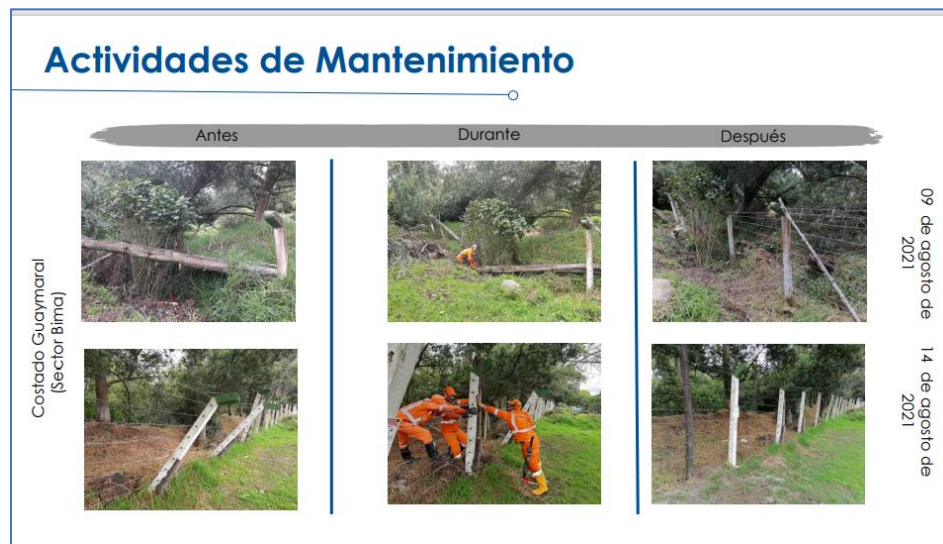 Actividades de Mantenimiento
Antes
Durante
Después
Costado Guaymaral
(Sector Bima)
09 de agosto de
2021
14 de agosto de
2021